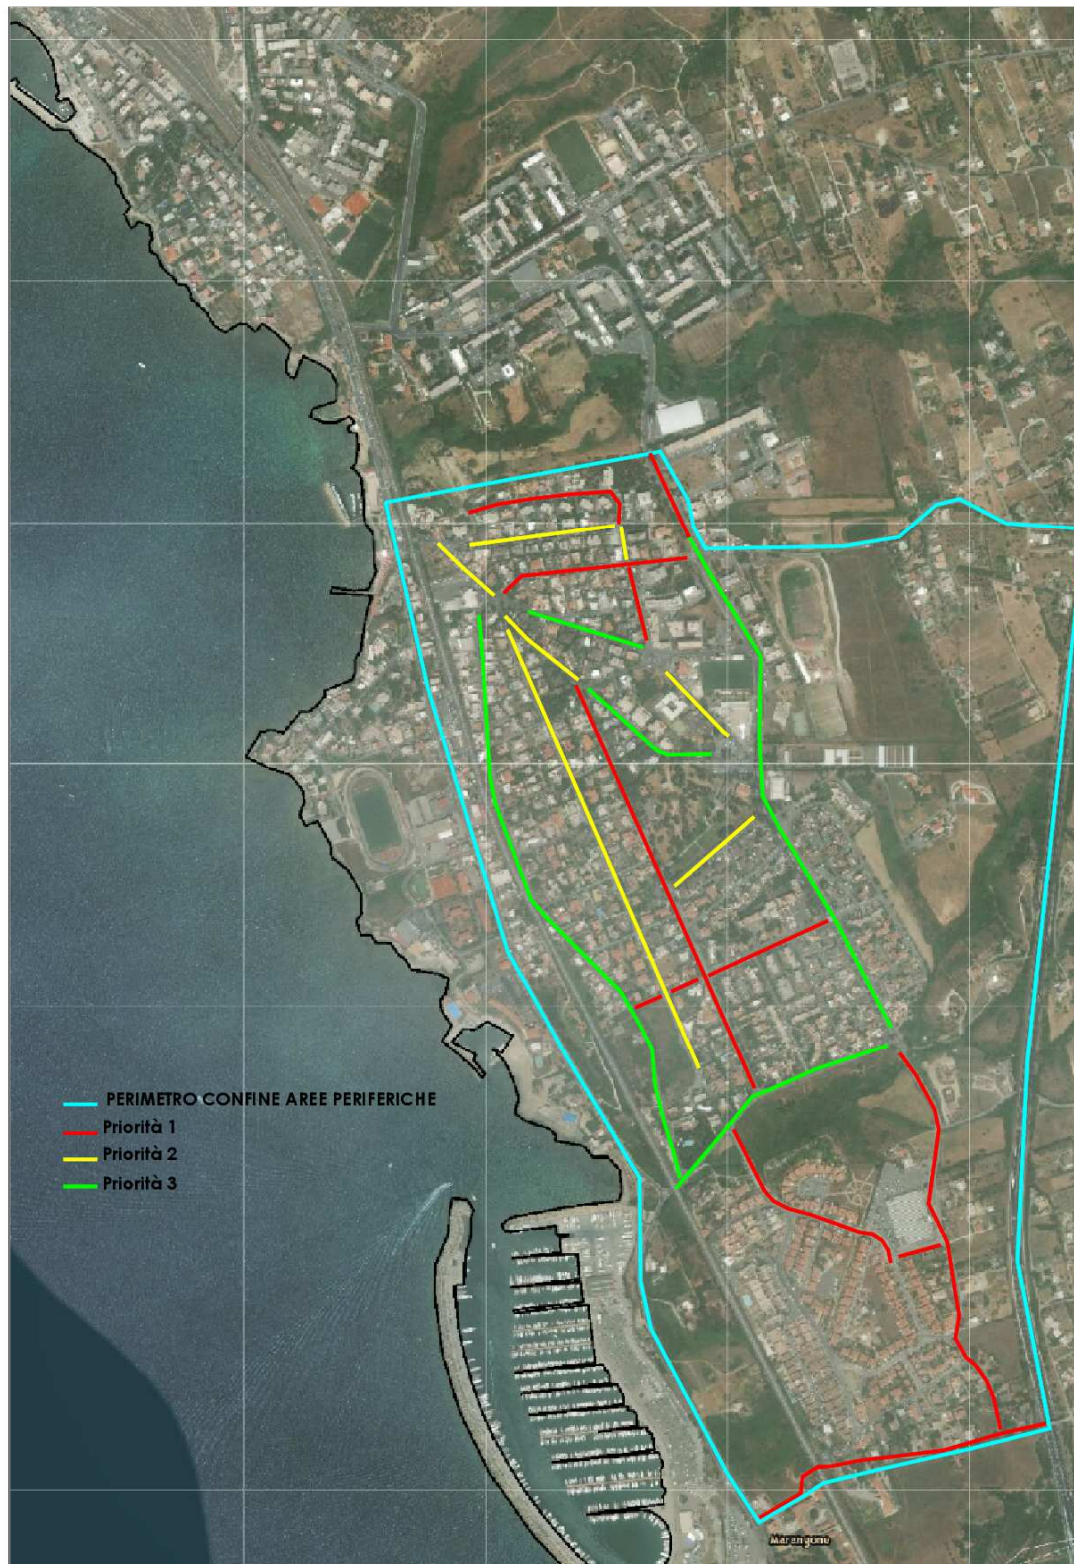 PERIMETRO CONFINE AREE PERIFERICHE
Priorità 1
Priorità 2
Priorità 3
Marangone